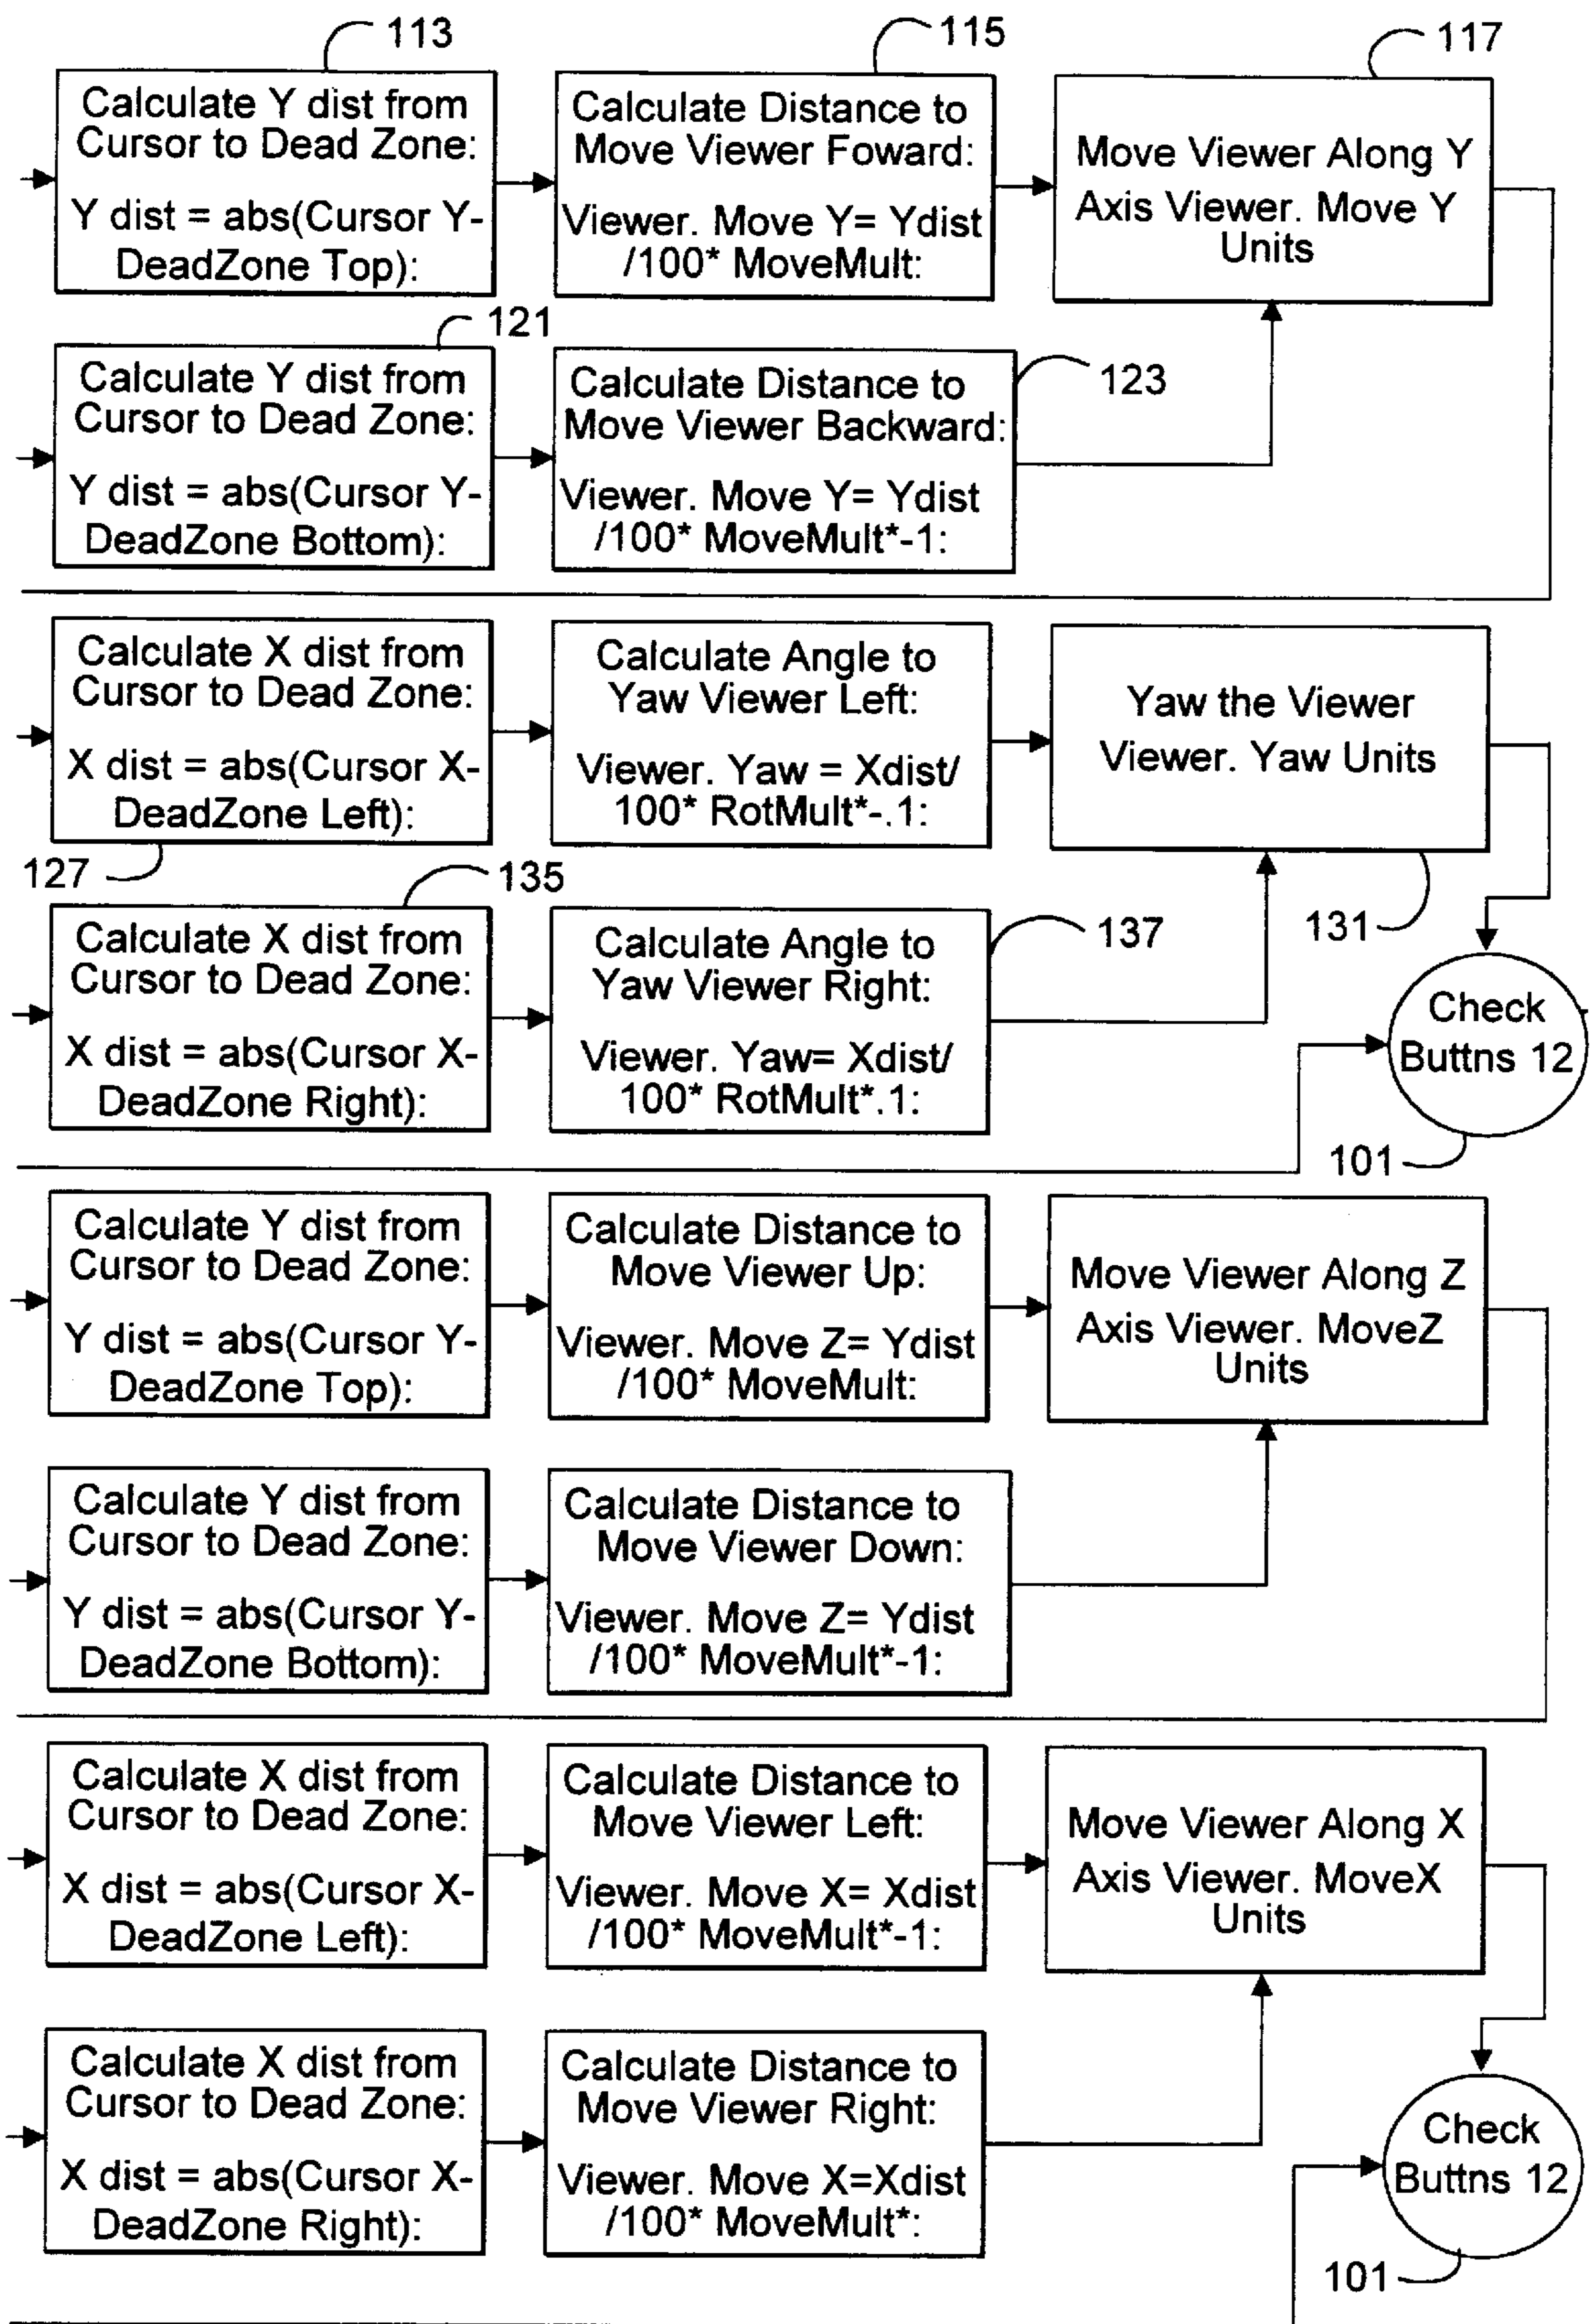 113
115
117
Calculate Y dist from
Cursor to Dead Zone:
Y dist = abs(Cursor Y-
DeadZone Top):
Calculate Distance to
Move Viewer Foward:
Viewer. Move Y= Ydist
/100* MoveMult:
Move Viewer Along Y
Axis Viewer. Move Y
Units
121
Calculate Y dist from
Cursor to Dead Zone:
Y dist = abs(Cursor Y-
DeadZone Bottom):
Calculate Distance to
Move Viewer Backward:
Viewer. Move Y= Ydist
/100* MoveMult*-1:
123
Calculate X dist from
Cursor to Dead Zone:
X dist = abs(Cursor X-
DeadZone Left):
127
Calculate Angle to
Yaw Viewer Left:
Viewer. Yaw = Xdist/
100* RotMult*-.1:
Yaw the Viewer
Viewer. Yaw Units
131
135
Calculate X dist from
Cursor to Dead Zone:
X dist = abs(Cursor X-
DeadZone Right):
Calculate Angle to
Yaw Viewer Right:
Viewer. Yaw= Xdist/
100* RotMult*.1:
137
Check
Buttns 12
101
Calculate Y dist from
Cursor to Dead Zone:
Y dist = abs(Cursor Y-
DeadZone Top):
Calculate Distance to
Move Viewer Up:
Viewer. Move Z= Ydist
/100* MoveMult:
Move Viewer Along Z
Axis Viewer. MoveZ
Units
Calculate Y dist from
Cursor to Dead Zone:
Y dist = abs(Cursor Y-
DeadZone Bottom):
Calculate Distance to
Move Viewer Down:
Viewer. Move Z= Ydist
/100* MoveMult*-1:
Calculate X dist from
Cursor to Dead Zone:
X dist = abs(Cursor X-
DeadZone Left):
Calculate Distance to
Move Viewer Left:
Viewer. Move X= Xdist
/100* MoveMult*-1:
Move Viewer Along X
Axis Viewer. MoveX
Units
Calculate X dist from
Cursor to Dead Zone:
X dist = abs(Cursor X-
DeadZone Right):
Calculate Distance to
Move Viewer Right:
Viewer. Move X=Xdist
/100* MoveMult*:
Check
Buttns 12
101